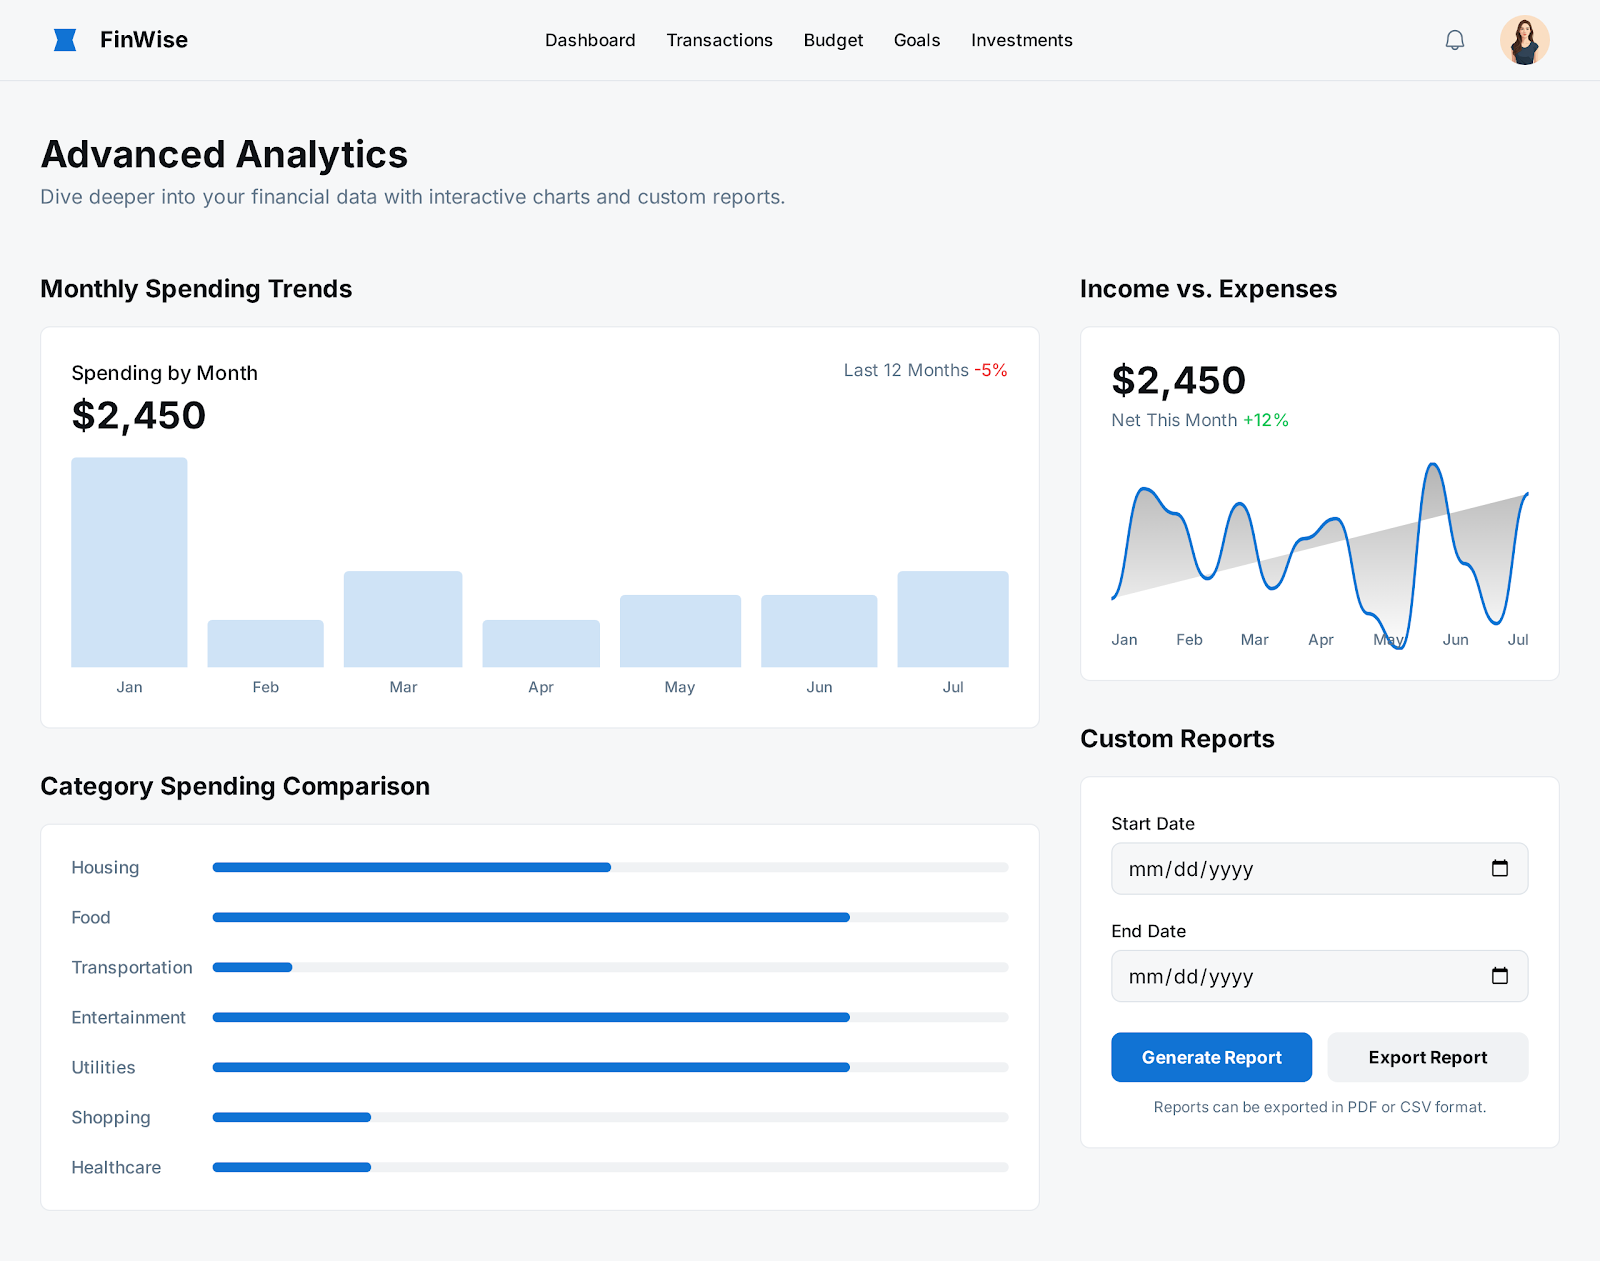 FinWise
Dashboard Transactions Budget Goals Investments
Advanced Analytics
Dive deeper into your financial data with interactive charts and custom reports.
Monthly Spending Trends
Spending by Month
Last 12 Months -5%
$2,450
Jan Feb Mar Apr May Jun Jul
Category Spending Comparison
Housing
Food
Transportation
Entertainment
Utilities
Shopping
Healthcare
Income vs. Expenses
$2,450
Net This Month +12%
Jan Feb Mar Apr May Jun Jul
Custom Reports
Start Date
mm/dd/yyyy
End Date
mm/dd/yyyy
Generate Report Export Report
Reports can be exported in PDF or CSV format.